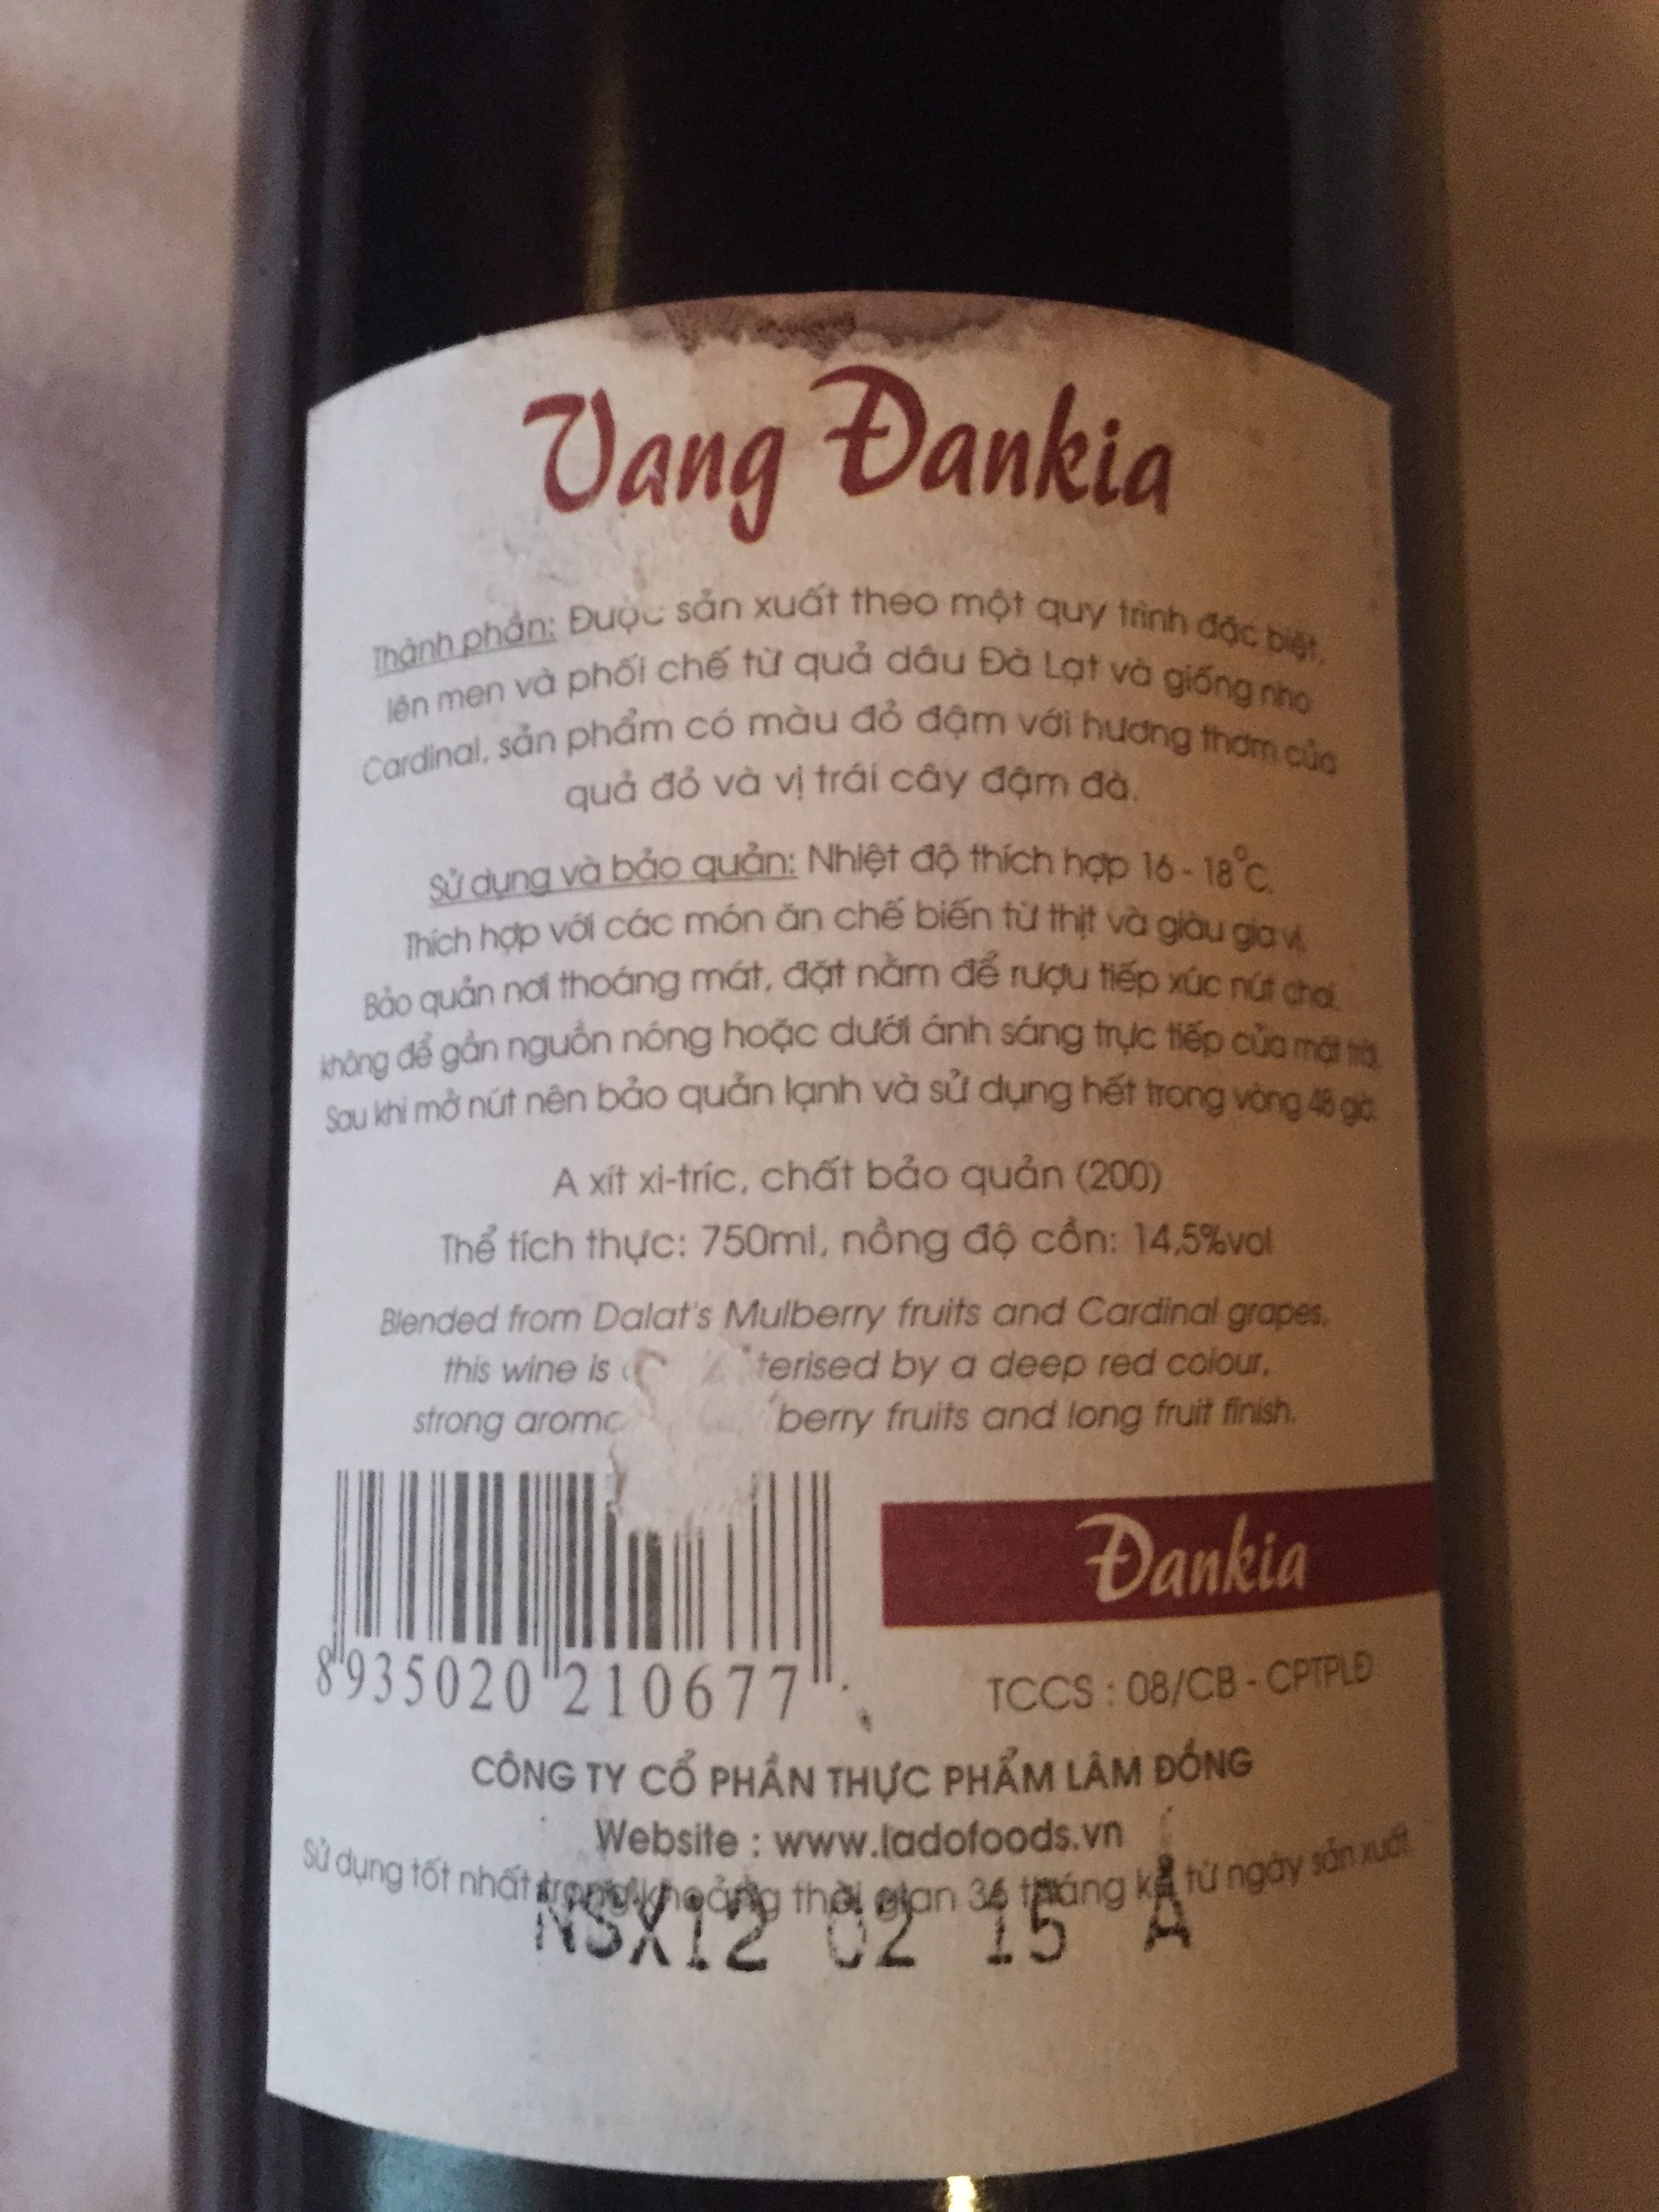 Vang Đankia
Thành phần: Được sản xuất theo một quy trình đặc biệt,
lên men và phối chế từ quả dâu Đà Lạt và giống nho
Cardinal, sản phẩm có màu đỏ đậm với hương thơm của
quả đỏ và vị trái cây đậm đà.
Sử dụng và bảo quản: Nhiệt độ thích hợp 16 - 18°C.
Thích hợp với các món ăn chế biến từ thịt và giàu gia vị.
Bảo quản nơi thoáng mát, đặt nằm để rượu tiếp xúc nút chai,
không để gần nguồn nóng hoặc dưới ánh sáng trực tiếp của mặt trời.
Sau khi mở nút nên bảo quản lạnh và sử dụng hết trong vòng 48 giờ.
A xít xi-tríc, chất bảo quản (200)
Thể tích thực: 750ml, nồng độ cồn: 14,5%vol
Blended from Dalat's Mulberry fruits and Cardinal grapes,
this wine is terised by a deep red colour,
strong berry fruits and long fruit finish.
8 935020 210677
Đankia
TCCS : 08/CB - CPTPLĐ
CÔNG TY CỔ PHẦN THỰC PHẨM LÂM ĐỒNG
Website : www.ladofoods.vn
Sử dụng tốt nhất trong khoảng thời gian 36 tháng kể từ ngày sản xuất
NSX12 02 15 A